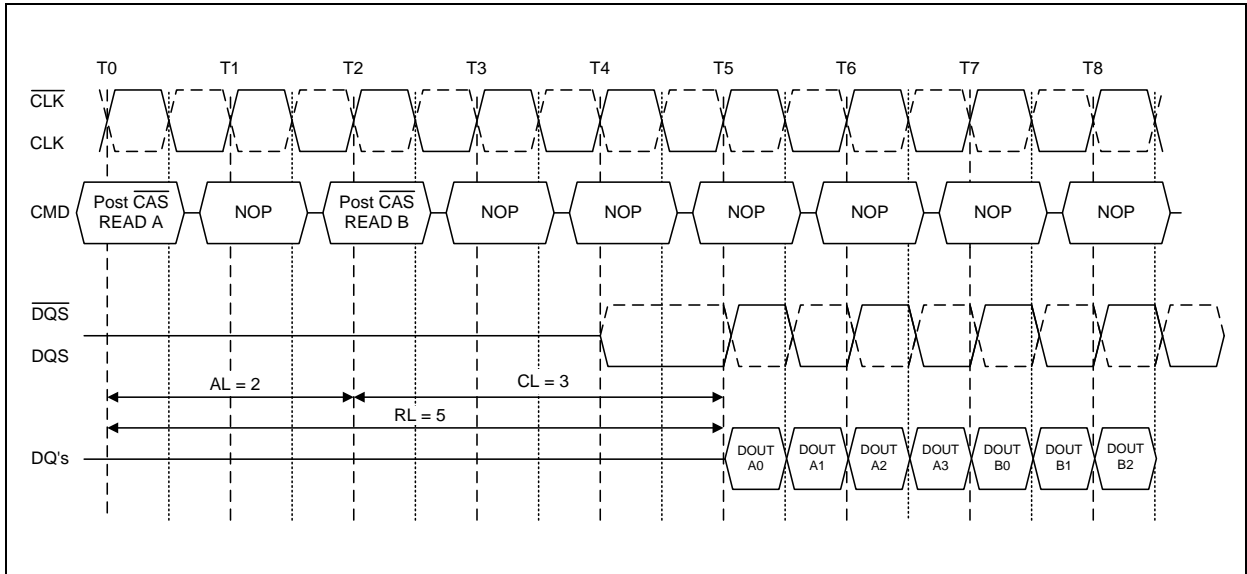 T0 T1 T2 T3 T4 T5 T6 T7 T8
CLK
CLK
CMD
Post CAS
READ A
NOP
Post CAS
READ B
NOP
NOP
NOP
NOP
NOP
NOP
DQS
DQS
AL = 2
CL = 3
RL = 5
DQ's
DOUT
A0
DOUT
A1
DOUT
A2
DOUT
A3
DOUT
B0
DOUT
B1
DOUT
B2